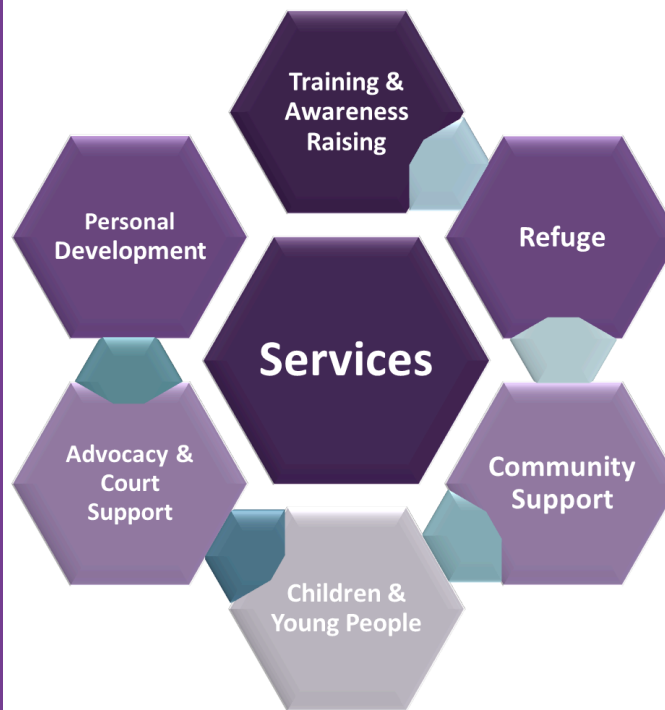 Training &
Awareness
Raising
Personal
Development
Refuge
Services
Advocacy &
Court
Support
Community
Support
Children &
Young People